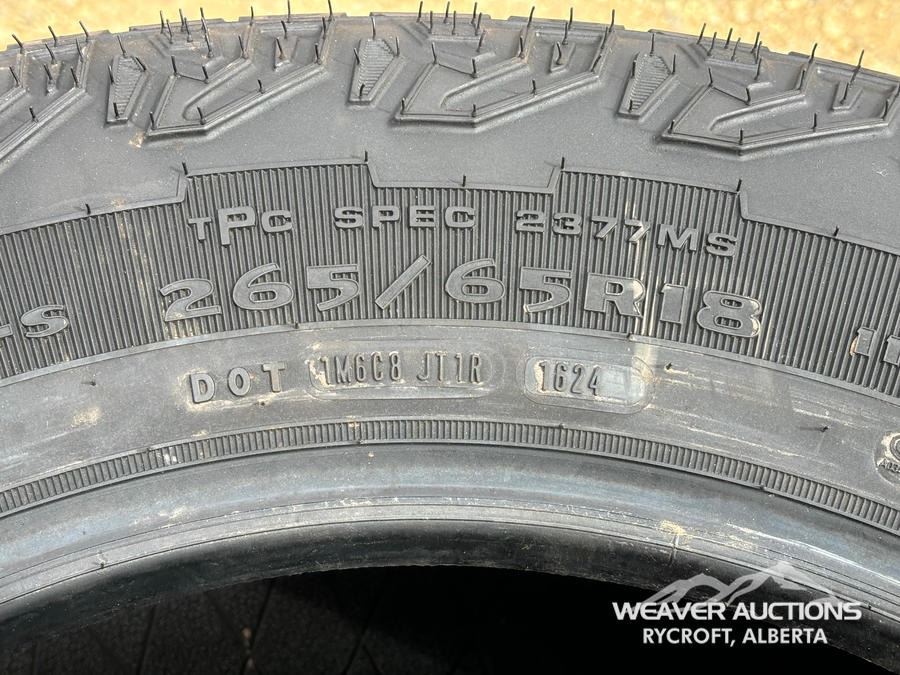 TPC SPEC 2377MS
265/65R18
DOT 1M6C8 JT1R 1624
WEAVER AUCTIONS
RYCROFT, ALBERTA